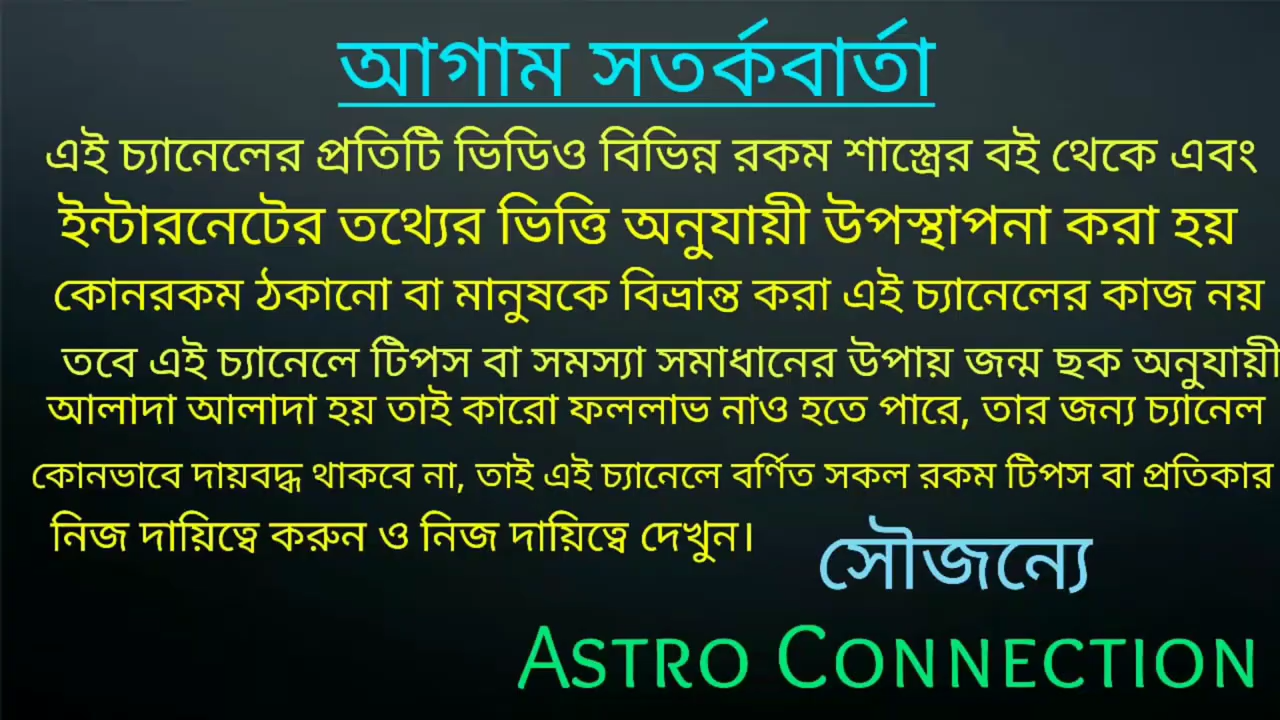 আগাম সতর্কবার্তা
এই চ্যানেলের প্রতিটি ভিডিও বিভিন্ন রকম শাস্ত্রের বই থেকে এবং
ইন্টারনেটের তথ্যের ভিত্তি অনুযায়ী উপস্থাপনা করা হয়
কোনরকম ঠকানো বা মানুষকে বিভ্রান্ত করা এই চ্যানেলের কাজ নয়
তবে এই চ্যানেলে টিপস বা সমস্যা সমাধানের উপায় জন্ম ছক অনুযায়ী
আলাদা আলাদা হয় তাই কারো ফললাভ নাও হতে পারে, তার জন্য চ্যানেল
কোনভাবে দায়বদ্ধ থাকবে না, তাই এই চ্যানেলে বর্ণিত সকল রকম টিপস বা প্রতিকার
নিজ দায়িত্বে করুন ও নিজ দায়িত্বে দেখুন।
সৌজন্যে
Astro Connection